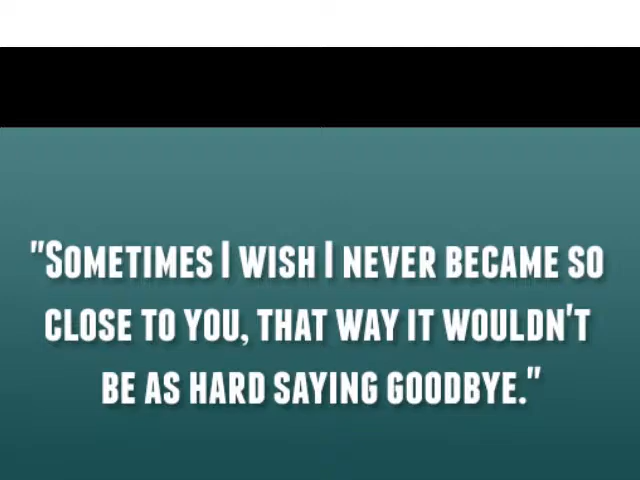 "Sometimes I wish I never became so
close to you, that way it wouldn't
be as hard saying goodbye."